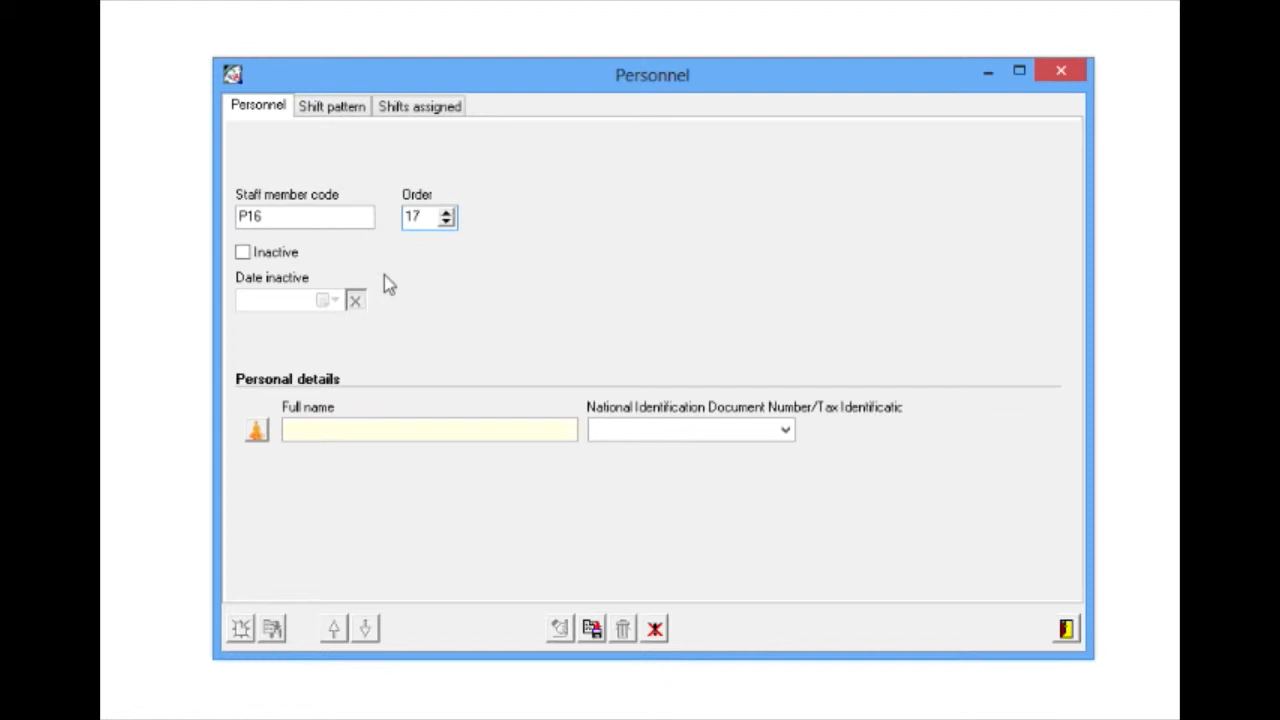 Personnel
Personnel Shift pattern Shifts assigned
Staff member code Order
P16 17
Inactive
Date inactive
Personal details
Full name National Identification Document Number/Tax Identificatic